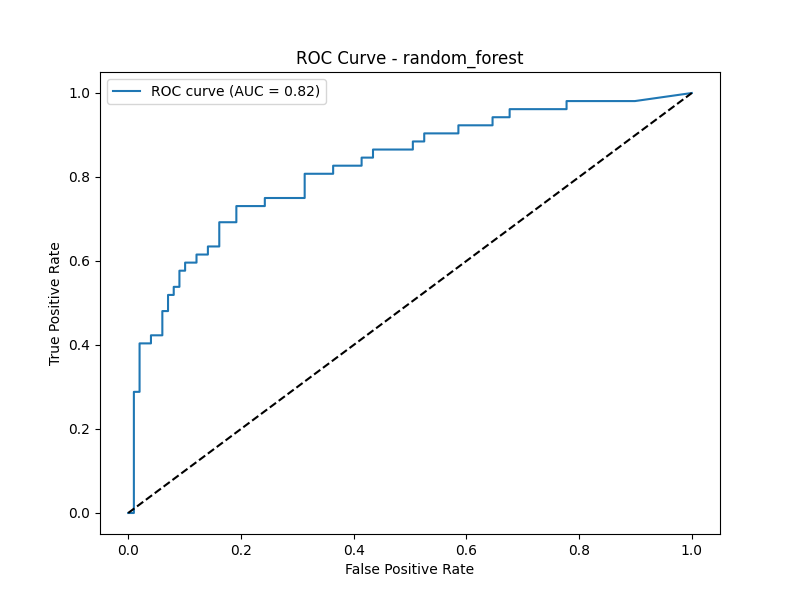 ROC Curve - random_forest
ROC curve (AUC = 0.82)
1.0
0.8
0.6
0.4
0.2
0.0
True Positive Rate
0.0 0.2 0.4 0.6 0.8 1.0
False Positive Rate